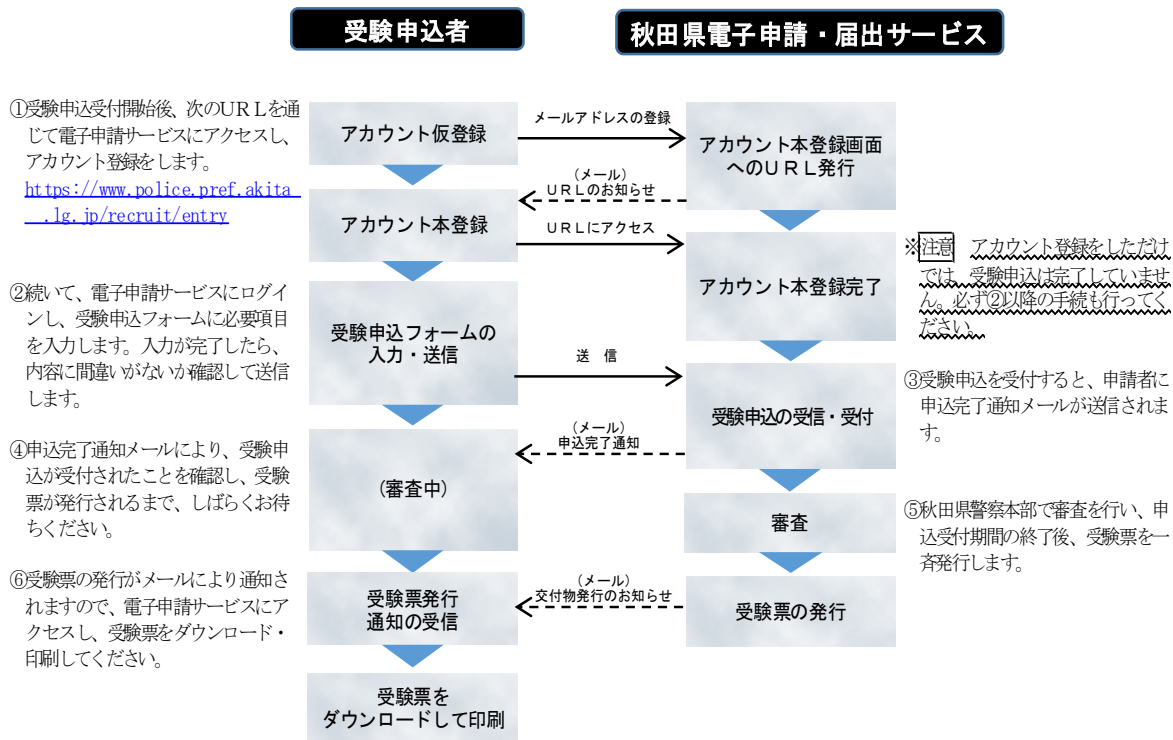 受験申込者
秋田県電子申請・届出サービス
①受験申込受付開始後、次のURLを通
じて電子申請サービスにアクセスし、
アカウント登録をします。
https://www.police.pref.akita
.lg.jp/recruit/entry
アカウント仮登録
メールアドレスの登録
アカウント本登録画面
へのURL発行
(メール)
URLのお知らせ
アカウント本登録
URLにアクセス
アカウント本登録完了
※注意 アカウント登録をしただけ
では、受験申込は完了していませ
ん。必ず②以降の手続も行ってく
ださい。
②続いて、電子申請サービスにログイ
ンし、受験申込フォームに必要項目
を入力します。入力が完了したら、
内容に間違いがないか確認して送信
します。
受験申込フォームの
入力・送信
送 信
受験申込の受信・受付
③受験申込を受付すると、申請者に
申込完了通知メールが送信されま
す。
(メール)
申込完了通知
④申込完了通知メールにより、受験申
込が受付されたことを確認し、受験
票が発行されるまで、しばらくお待
ちください。
(審査中)
審査
⑤秋田県警察本部で審査を行い、申
込受付期間の終了後、受験票を一
斉発行します。
⑥受験票の発行がメールにより通知さ
れますので、電子申請サービスにア
クセスし、受験票をダウンロード・
印刷してください。
受験票発行
通知の受信
(メール)
交付物発行のお知らせ
受験票の発行
受験票を
ダウンロードして印刷